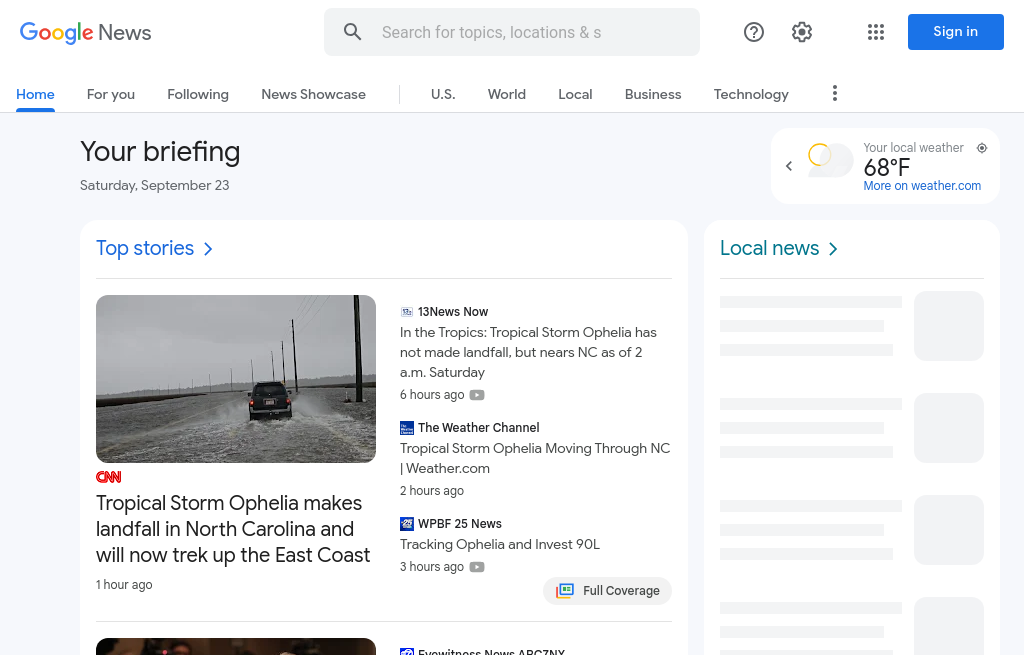 Google News
Search for topics, locations & s
Sign in
Home
For you
Following
News Showcase
U.S.
World
Local
Business
Technology
Your briefing
Saturday, September 23
Your local weather
68°F
More on weather.com
Top stories
CNN
Tropical Storm Ophelia makes
landfall in North Carolina and
will now trek up the East Coast
1 hour ago
13News Now
In the Tropics: Tropical Storm Ophelia has
not made landfall, but nears NC as of 2
a.m. Saturday
6 hours ago
The Weather Channel
Tropical Storm Ophelia Moving Through NC
| Weather.com
2 hours ago
WPBF 25 News
Tracking Ophelia and Invest 90L
3 hours ago
Full Coverage
Eyewitness News ABC7NY
Local news